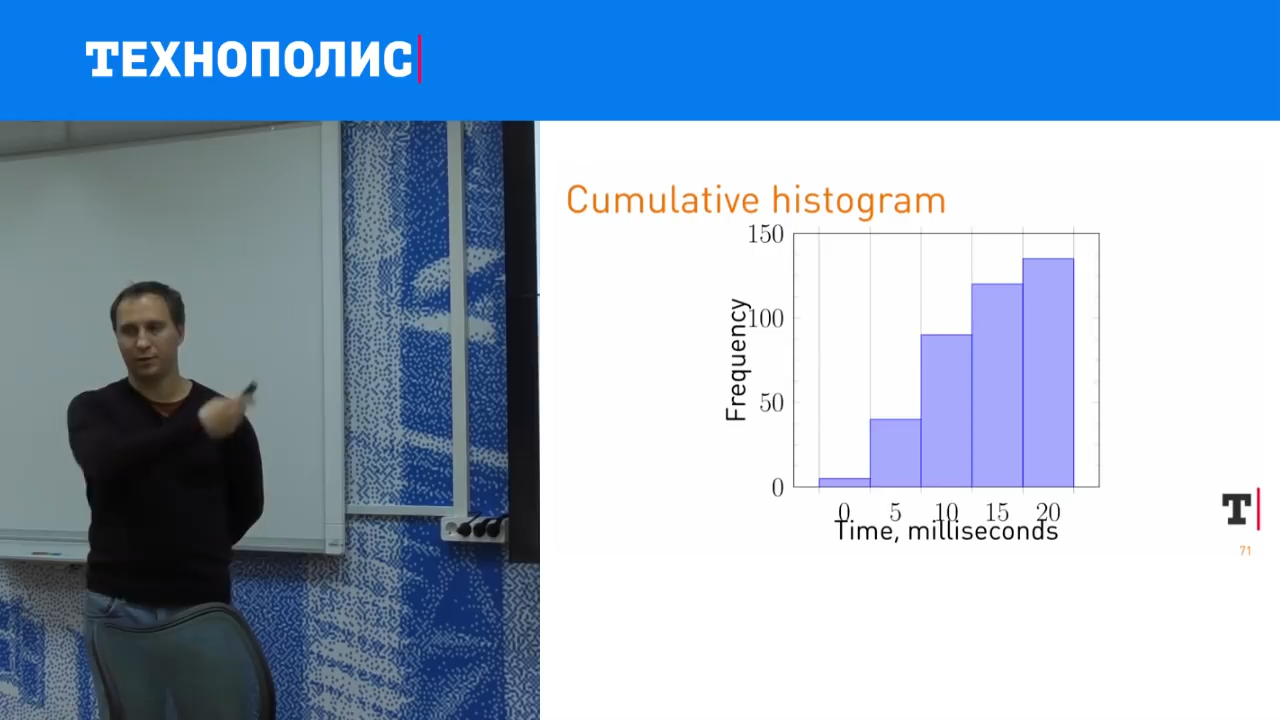 ТЕХНОПОЛИС
Cumulative histogram
150
100
50
0
Frequency
0 5 10 15 20
Time, milliseconds
T
71